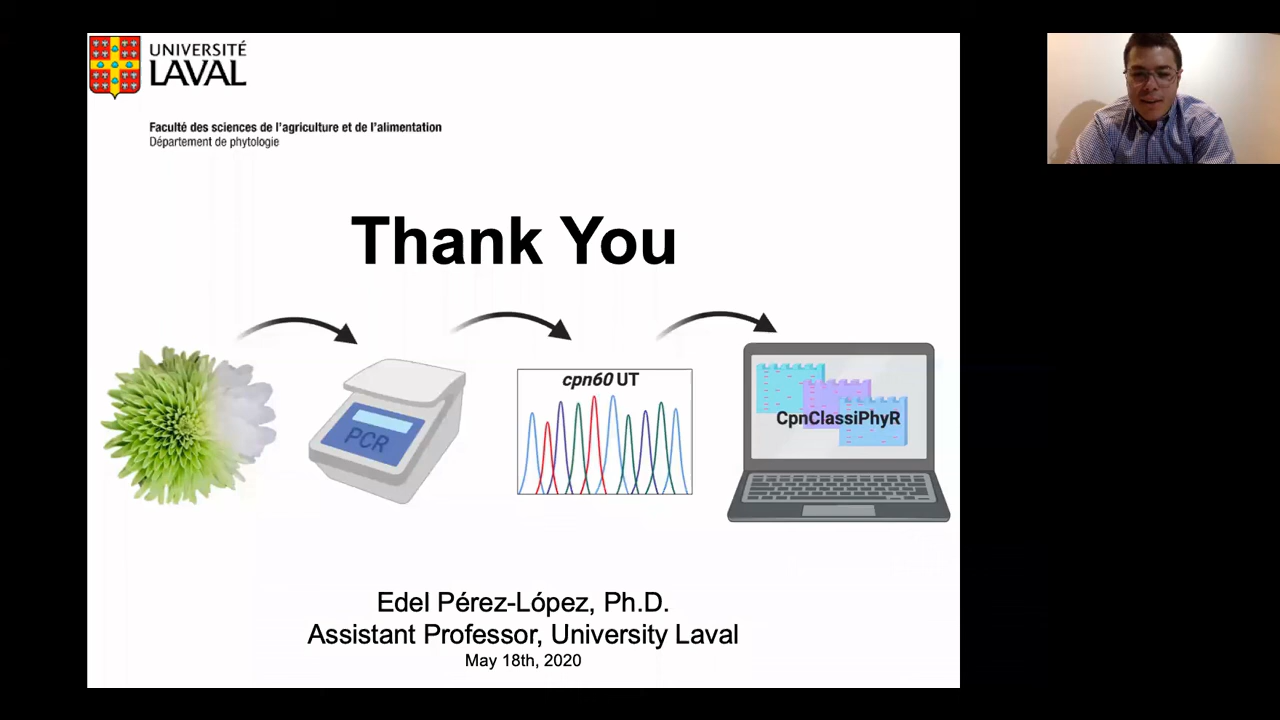 UNIVERSITÉ
LAVAL
Faculté des sciences de l'agriculture et de l'alimentation
Département de phytologie
Thank You
PCR
cpn60 UT
CpnClassiPhyR
Edel Pérez-López, Ph.D.
Assistant Professor, University Laval
May 18th, 2020